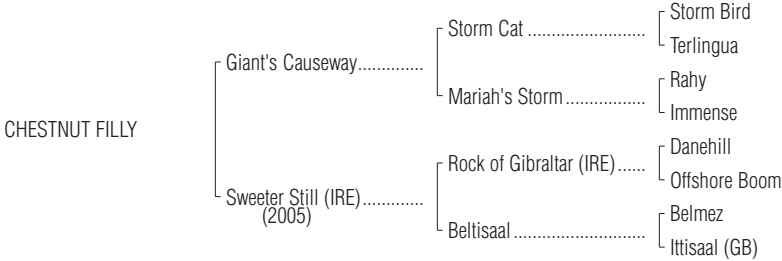 Storm Bird
Storm Cat ..........................
Terlingua
Giant's Causeway..............
Rahy
Mariah's Storm .................
Immense
CHESTNUT FILLY
Danehill
Rock of Gibraltar (IRE)......
Offshore Boom
Sweeter Still (IRE).............
(2005)
Belmez
Beltisaal ............................
Ittisaal (GB)